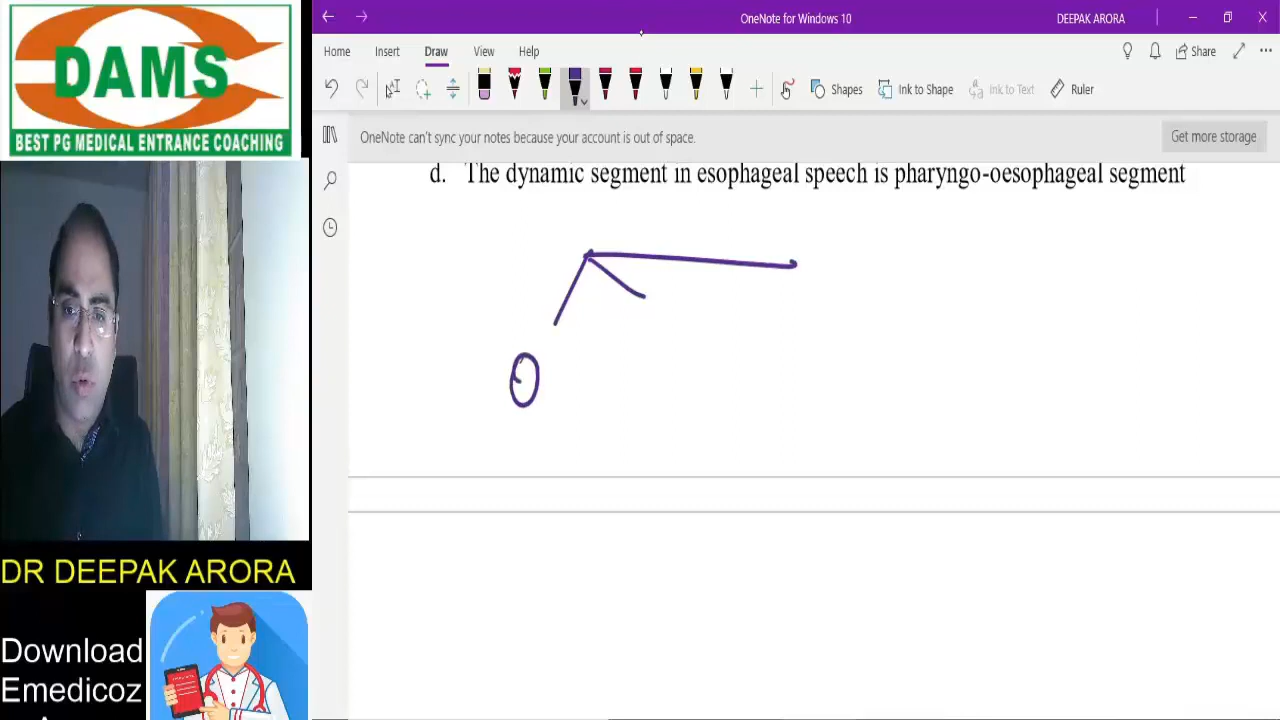 DAMS
BEST PG MEDICAL ENTRANCE COACHING
DR DEEPAK ARORA
Download
Emedicoz
OneNote for Windows 10
DEEPAK ARORA
Home Insert Draw View Help
Share
Shapes
Ink to Shape
Ink to Text
Ruler
OneNote can't sync your notes because your account is out of space.
Get more storage
d. The dynamic segment in esophageal speech is pharyngo-oesophageal segment